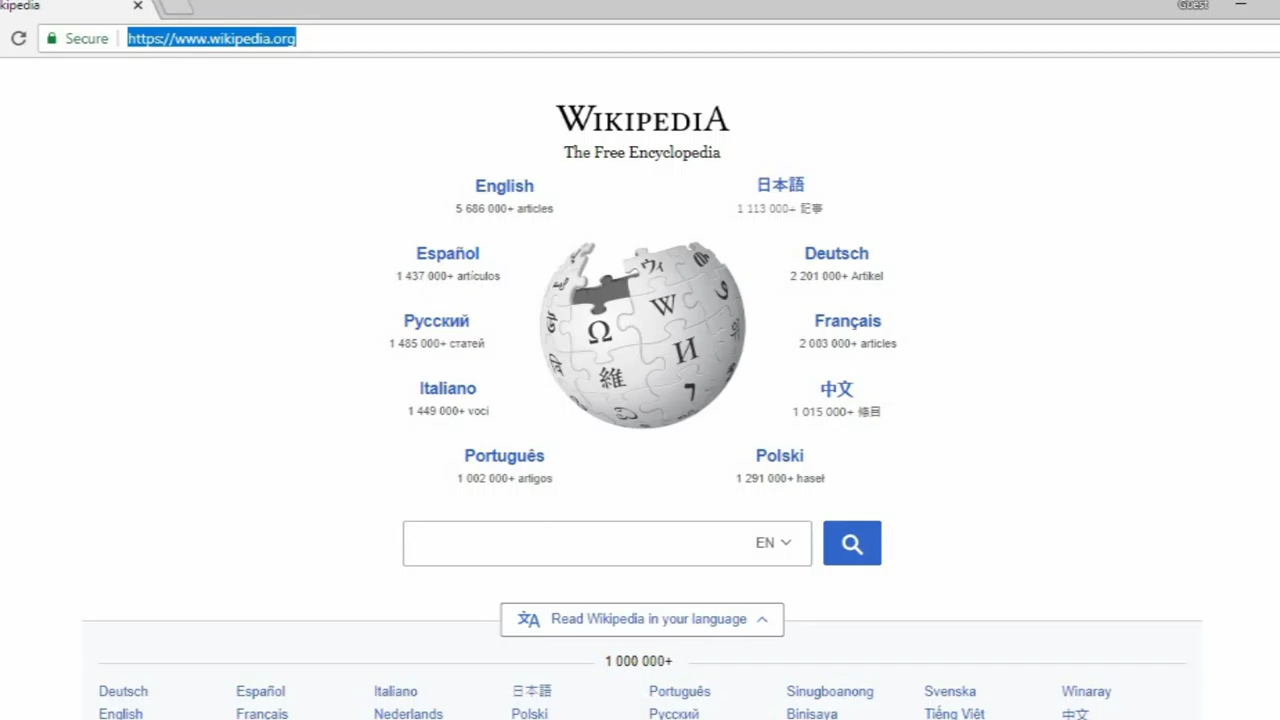 kipedia
Guest
Secure https://www.wikipedia.org
WIKIPEDIA
The Free Encyclopedia
English 日本語
5 686 000+ articles 1 113 000+ 記事
Español Deutsch
1 437 000+ artículos 2 201 000+ Artikel
Русский Français
1 485 000+ статей 2 003 000+ articles
Italiano 中文
1 449 000+ voci 1 015 000+ 條目
Português Polski
1 002 000+ artigos 1 291 000+ haseł
Ω W И 維 ウィ 7
EN
Read Wikipedia in your language
1 000 000+
Deutsch Español Italiano 日本語 Português Sinugboanong Svenska Winaray
English Français Nederlands Polski Русский Binisaya Tiếng Việt 中文